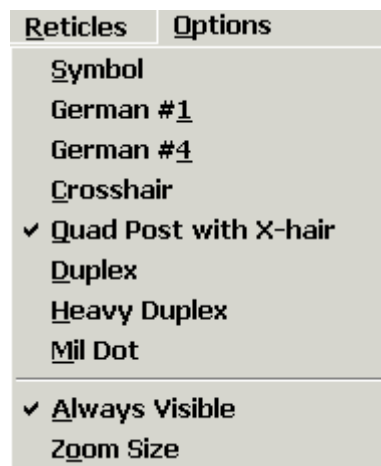 Reticles Options
Symbol
German #1
German #4
Crosshair
Quad Post with X-hair
Duplex
Heavy Duplex
Mil Dot
Always Visible
Zoom Size